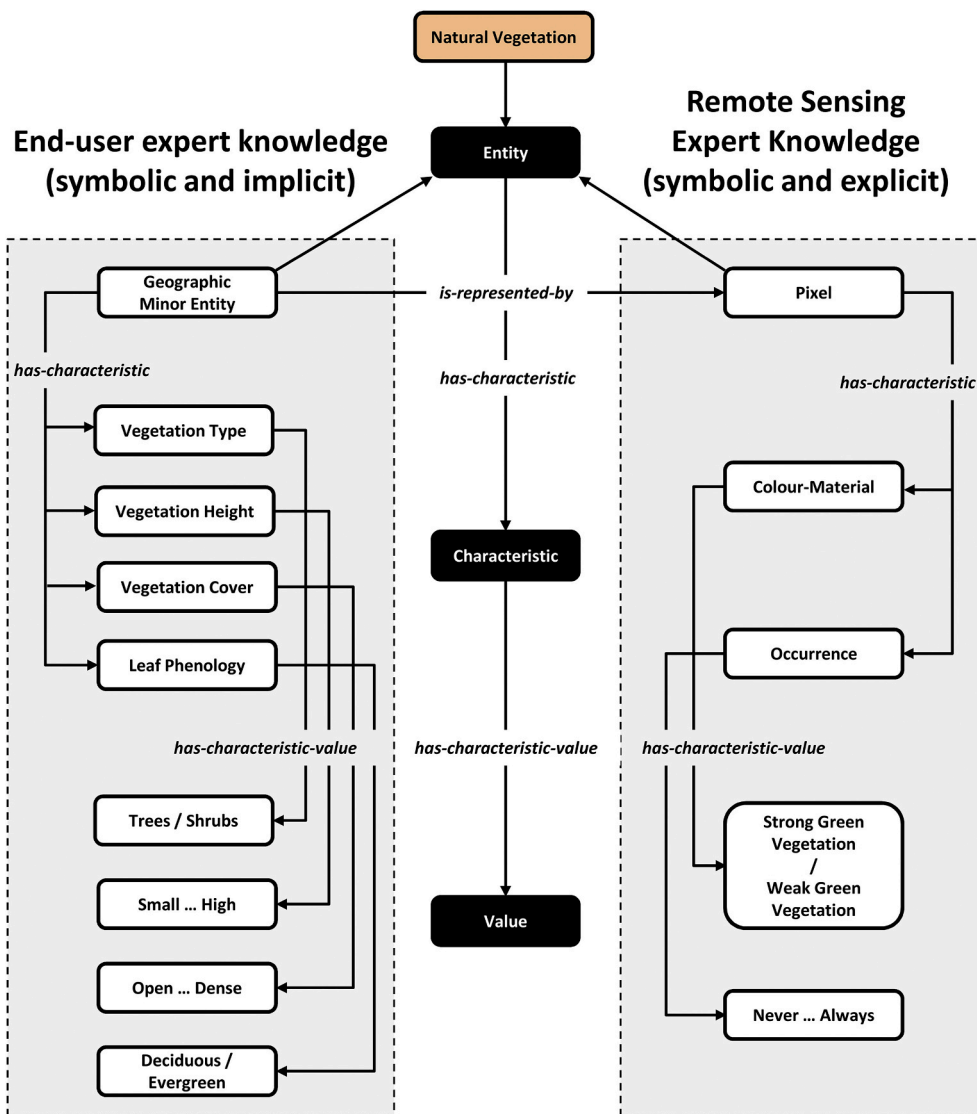 Natural Vegetation
End-user expert knowledge
(symbolic and implicit)
Remote Sensing
Expert Knowledge
(symbolic and explicit)
Entity
Geographic
Minor Entity
is-represented-by
Pixel
has-characteristic
has-characteristic
has-characteristic
Vegetation Type
Vegetation Height
Vegetation Cover
Leaf Phenology
Characteristic
Colour-Material
Occurrence
has-characteristic-value
has-characteristic-value
has-characteristic-value
Trees / Shrubs
Small ... High
Open ... Dense
Deciduous /
Evergreen
Value
Strong Green
Vegetation
/
Weak Green
Vegetation
Never ... Always